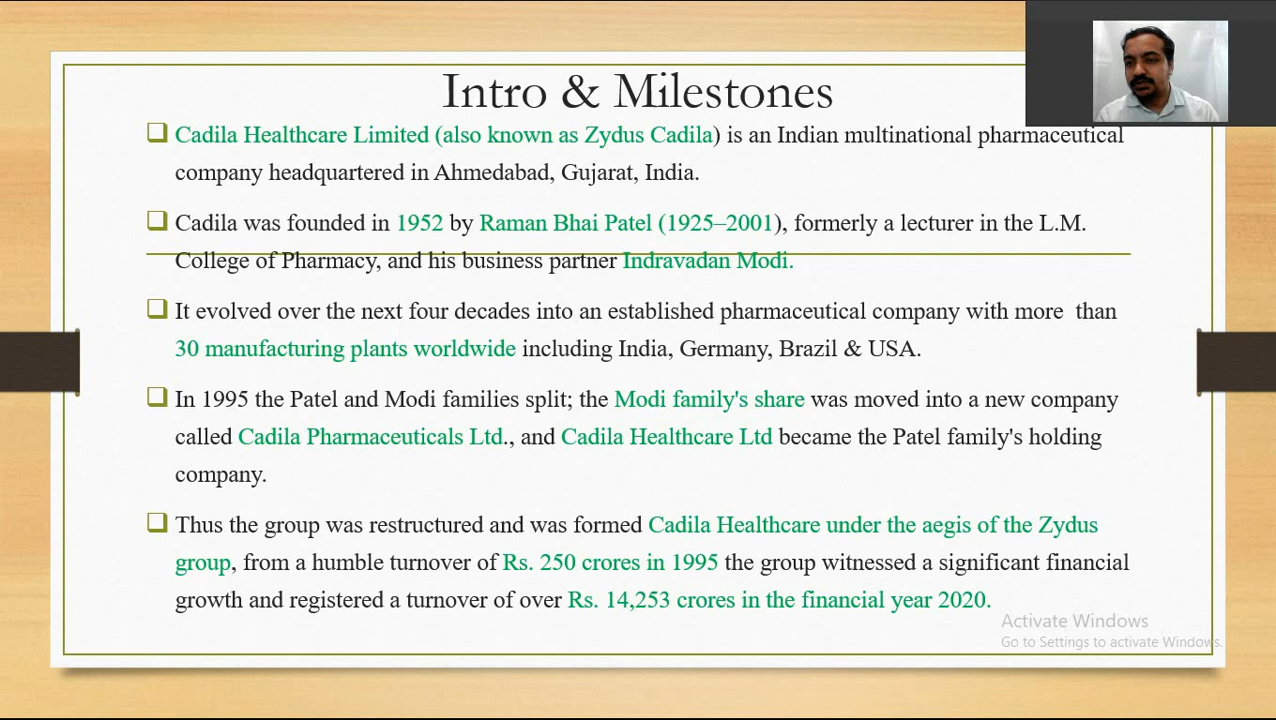 Intro & Milestones
Cadila Healthcare Limited (also known as Zydus Cadila) is an Indian multinational pharmaceutical
company headquartered in Ahmedabad, Gujarat, India.
Cadila was founded in 1952 by Raman Bhai Patel (1925–2001), formerly a lecturer in the L.M.
College of Pharmacy, and his business partner Indravadan Modi.
It evolved over the next four decades into an established pharmaceutical company with more than
30 manufacturing plants worldwide including India, Germany, Brazil & USA.
In 1995 the Patel and Modi families split; the Modi family's share was moved into a new company
called Cadila Pharmaceuticals Ltd., and Cadila Healthcare Ltd became the Patel family's holding
company.
Thus the group was restructured and was formed Cadila Healthcare under the aegis of the Zydus
group, from a humble turnover of Rs. 250 crores in 1995 the group witnessed a significant financial
growth and registered a turnover of over Rs. 14,253 crores in the financial year 2020.
Activate Windows
Go to Settings to activate Windows.